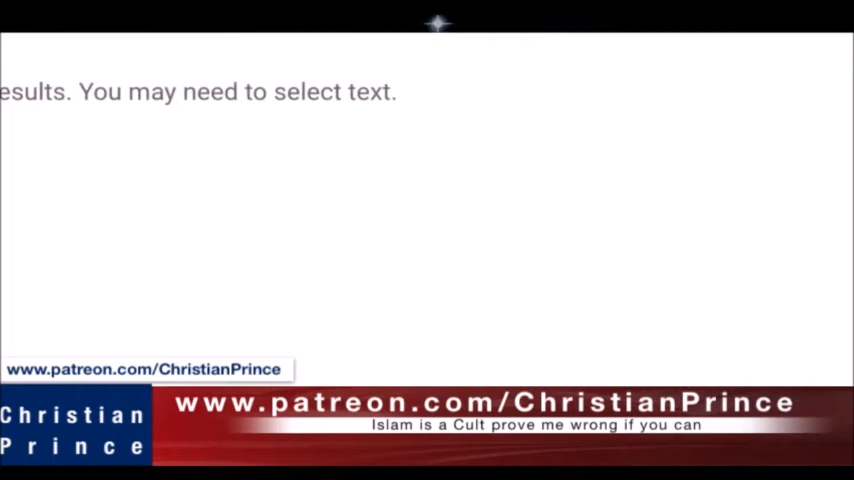 esults. You may need to select text.
www.patreon.com/ChristianPrince
Christian
Prince
www.patreon.com/ChristianPrince
Islam is a Cult prove me wrong if you can